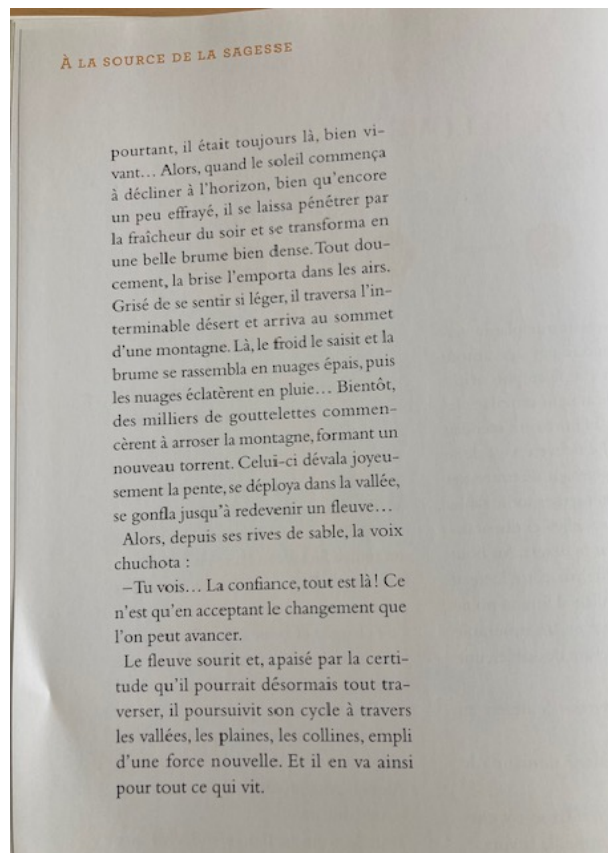 À LA SOURCE DE LA SAGESSE
pourtant, il était toujours là, bien vi-
vant… Alors, quand le soleil commença
à décliner à l'horizon, bien qu'encore
un peu effrayé, il se laissa pénétrer par
la fraîcheur du soir et se transforma en
une belle brume bien dense. Tout dou-
cement, la brise l'emporta dans les airs.
Grisé de se sentir si léger, il traversa l'in-
terminable désert et arriva au sommet
d'une montagne. Là, le froid le saisit et la
brume se rassembla en nuages épais, puis
les nuages éclatèrent en pluie… Bientôt,
des milliers de gouttelettes commen-
cèrent à arroser la montagne, formant un
nouveau torrent. Celui-ci dévala joyeu-
sement la pente, se déploya dans la vallée,
se gonfla jusqu'à redevenir un fleuve…
Alors, depuis ses rives de sable, la voix
chuchota :
–Tu vois… La confiance, tout est là ! Ce
n'est qu'en acceptant le changement que
l'on peut avancer.
Le fleuve sourit et, apaisé par la certi-
tude qu'il pourrait désormais tout tra-
verser, il poursuivit son cycle à travers
les vallées, les plaines, les collines, empli
d'une force nouvelle. Et il en va ainsi
pour tout ce qui vit.